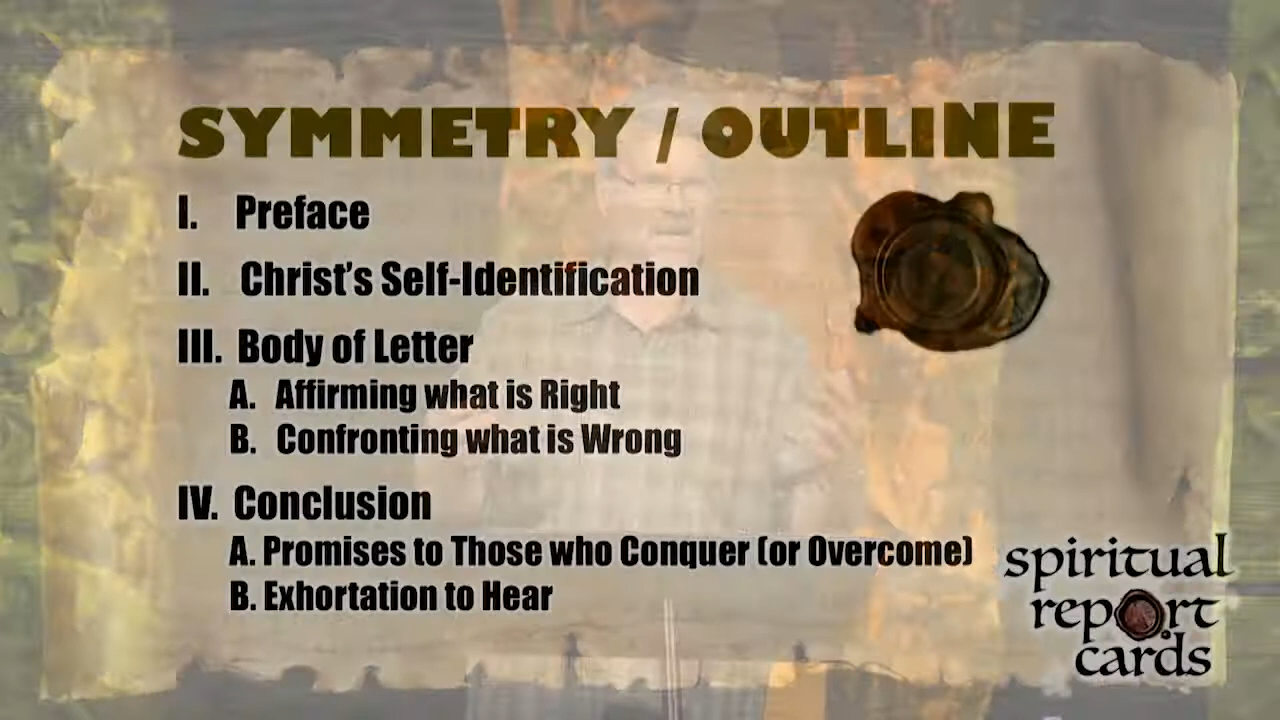 SYMMETRY / OUTLINE
I. Preface
II. Christ's Self-Identification
III. Body of Letter
A. Affirming what is Right
B. Confronting what is Wrong
IV. Conclusion
A. Promises to Those who Conquer (or Overcome)
B. Exhortation to Hear
spiritual
report
cards